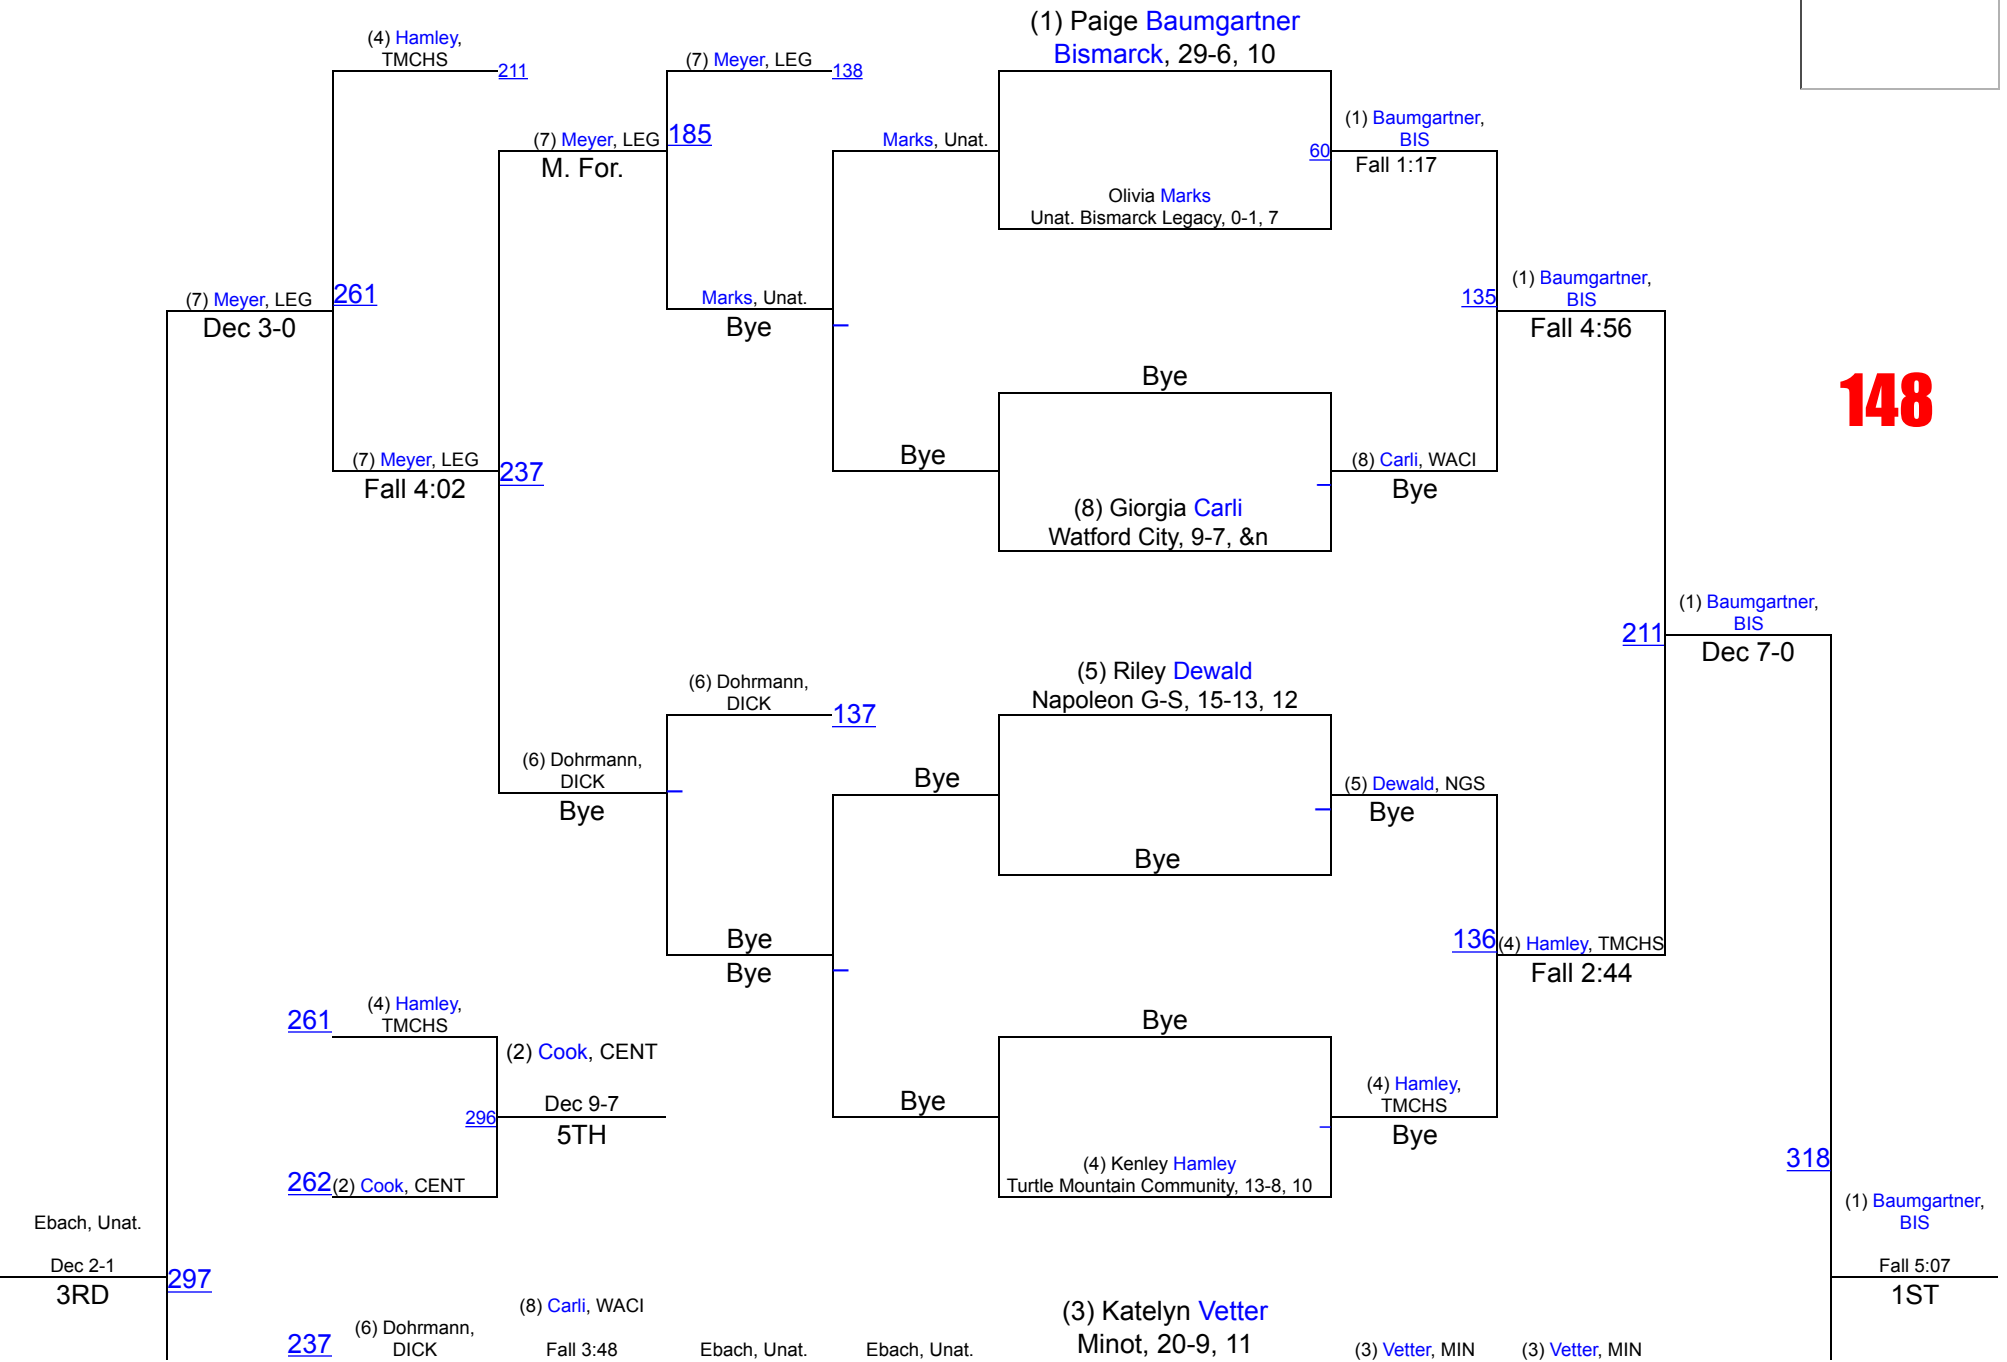 (1) Paige Baumgartner
Bismarck, 29-6, 10
(4) Hamley,
TMCHS
211
(7) Meyer, LEG
138
(7) Meyer, LEG
185
M. For.
Marks, Unat.
60
(1) Baumgartner,
BIS
Fall 1:17
Olivia Marks
Unat. Bismarck Legacy, 0-1, 7
(7) Meyer, LEG
261
Dec 3-0
Marks, Unat.
Bye
135
(1) Baumgartner,
BIS
Fall 4:56
Bye
148
(7) Meyer, LEG
237
Fall 4:02
Bye
(8) Carli, WACI
Bye
(8) Giorgia Carli
Watford City, 9-7, &n
211
(1) Baumgartner,
BIS
Dec 7-0
(6) Dohrmann,
DICK
137
(5) Riley Dewald
Napoleon G-S, 15-13, 12
(6) Dohrmann,
DICK
Bye
Bye
(5) Dewald, NGS
Bye
Bye
Bye
Bye
136
(4) Hamley, TMCHS
Fall 2:44
261
(4) Hamley,
TMCHS
Bye
(2) Cook, CENT
296
Dec 9-7
5TH
Bye
(4) Hamley,
TMCHS
Bye
(4) Kenley Hamley
Turtle Mountain Community, 13-8, 10
262
(2) Cook, CENT
318
Ebach, Unat.
Dec 2-1
3RD
297
(1) Baumgartner,
BIS
Fall 5:07
1ST
237
(6) Dohrmann,
DICK
(8) Carli, WACI
Fall 3:48
Ebach, Unat.
Ebach, Unat.
(3) Katelyn Vetter
Minot, 20-9, 11
(3) Vetter, MIN
(3) Vetter, MIN